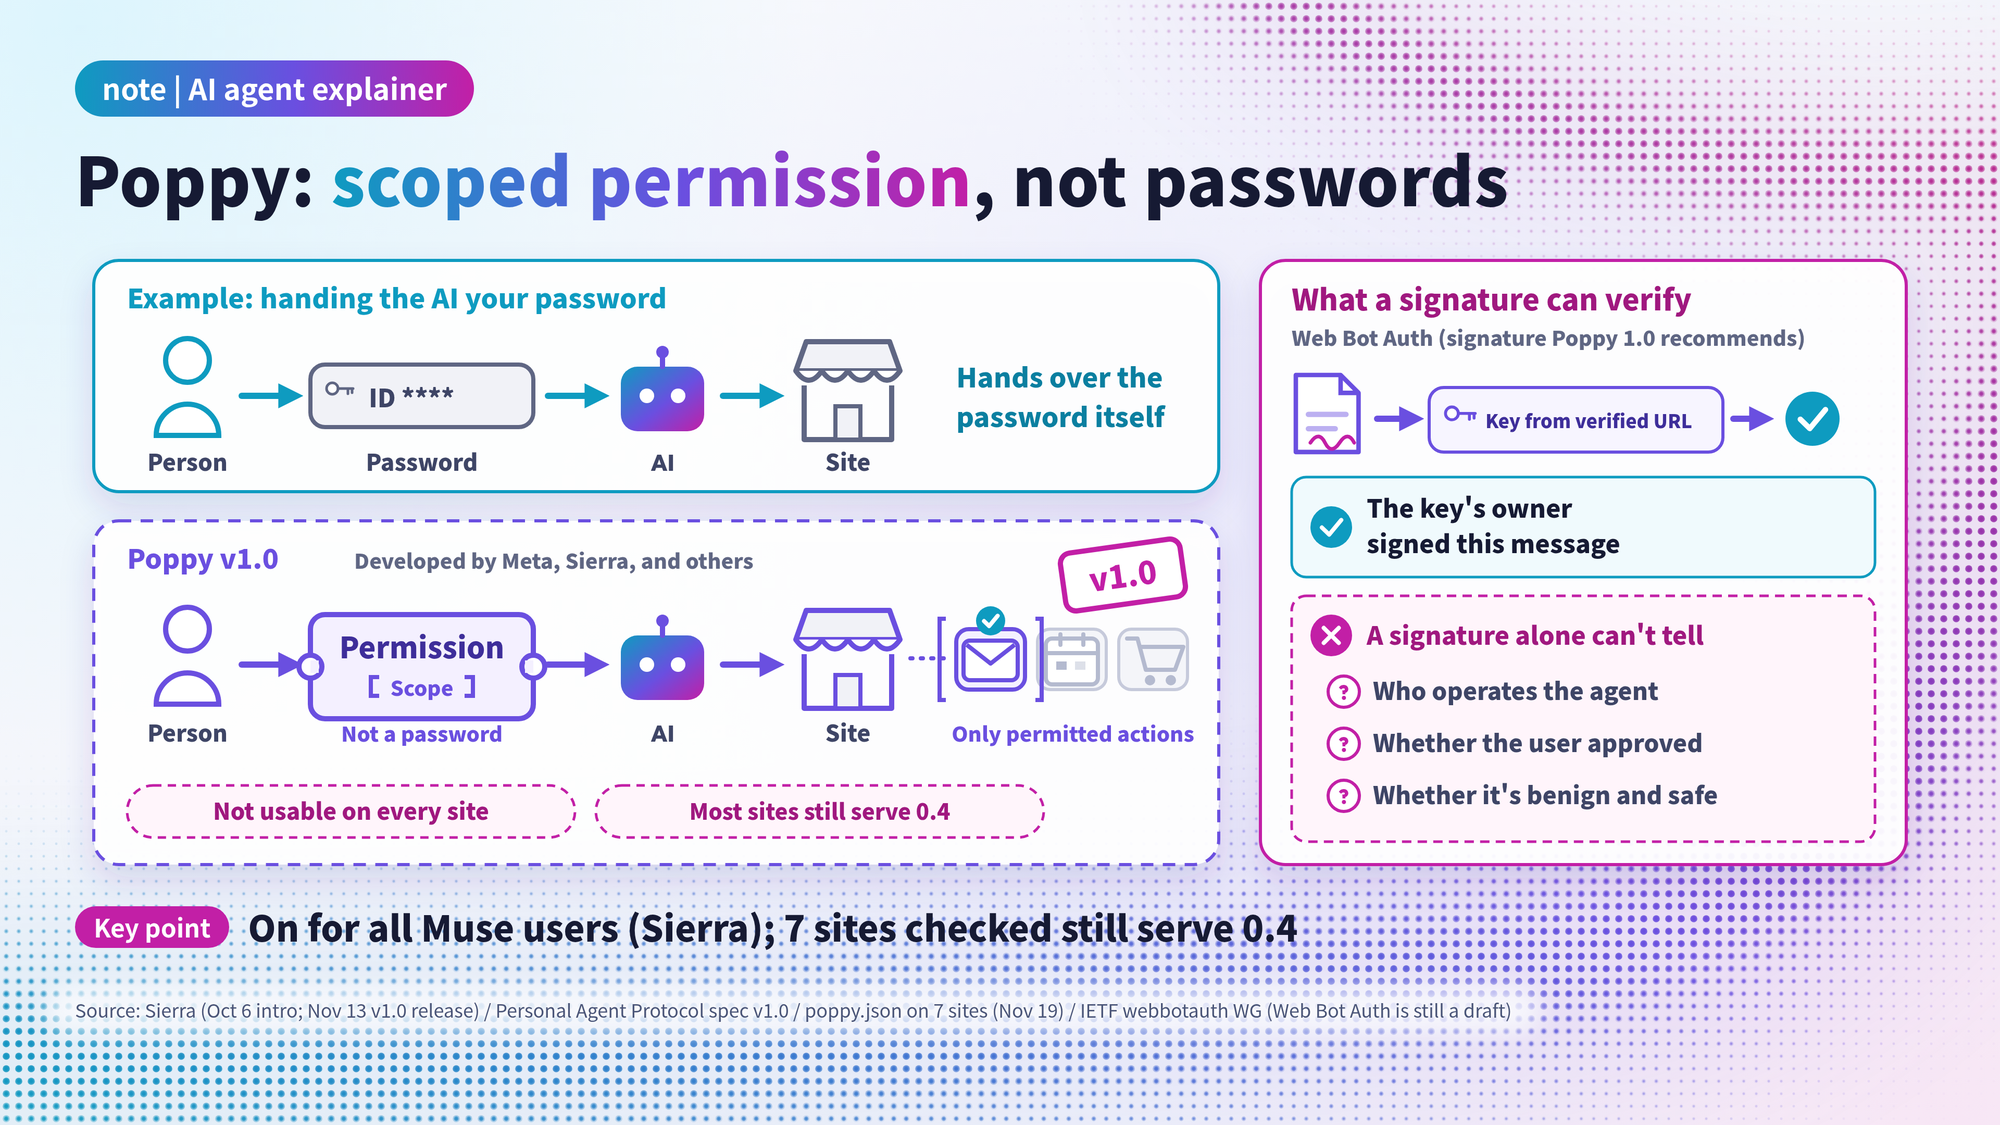 note | AI agent explainer
Poppy: scoped permission, not passwords
Example: handing the AI your password
ID ****
Person
Password
AI
Site
Hands over the
password itself
Poppy v1.0
Developed by Meta, Sierra, and others
v1.0
Permission
[ Scope ]
Person
Not a password
AI
Site
Only permitted actions
Not usable on every site
Most sites still serve 0.4
What a signature can verify
Web Bot Auth (signature Poppy 1.0 recommends)
Key from verified URL
The key's owner
signed this message
A signature alone can't tell
? Who operates the agent
? Whether the user approved
? Whether it's benign and safe
Key point
On for all Muse users (Sierra); 7 sites checked still serve 0.4
Source: Sierra (Oct 6 intro; Nov 13 v1.0 release) / Personal Agent Protocol spec v1.0 / poppy.json on 7 sites (Nov 19) / IETF webbotauth WG (Web Bot Auth is still a draft)